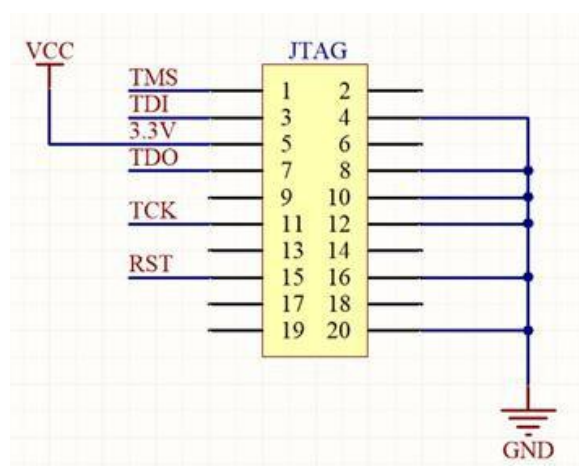 JTAG
VCC
TMS
1 2
TDI
3 4
3.3V
5 6
TDO
7 8
9 10
TCK
11 12
13 14
RST
15 16
17 18
19 20
GND